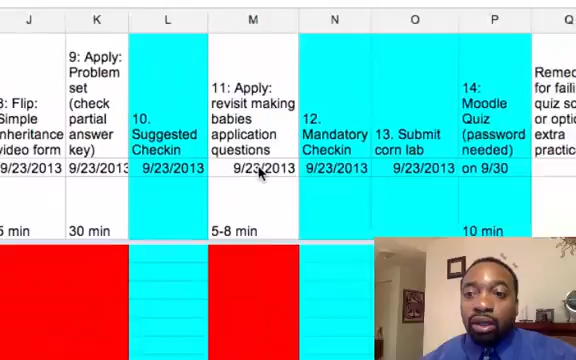 J K L M N O P Q
8: Flip:
Simple
inheritance
video form
9: Apply:
Problem
set
(check
partial
answer
key)
10.
Suggested
Checkin
11: Apply:
revisit making
babies
application
questions
12.
Mandatory
Checkin
13. Submit
corn lab
14:
Moodle
Quiz
(password
needed)
Remed
for faili
quiz sc
or optio
extra
practic
9/23/2013 9/23/2013 9/23/2013 9/23/2013 9/23/2013 9/23/2013 on 9/30
5 min 30 min 5-8 min 10 min